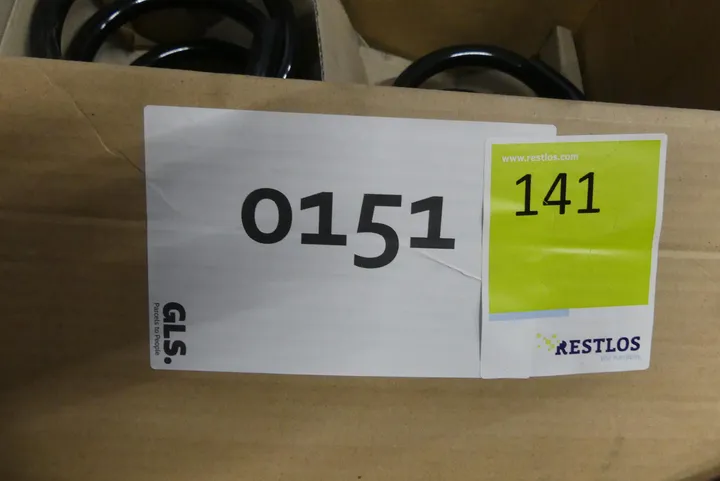 0151
GLS.
Parcels to People
www.restlos.com
141
RESTLOS